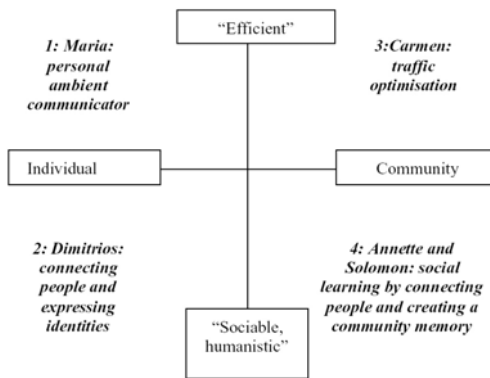 “Efficient”
1: Maria:
personal
ambient
communicator
3:Carmen:
traffic
optimisation
Individual
Community
2: Dimitrios:
connecting
people and
expressing
identities
4: Annette and
Solomon: social
learning by connecting
people and creating a
community memory
“Sociable,
humanistic”